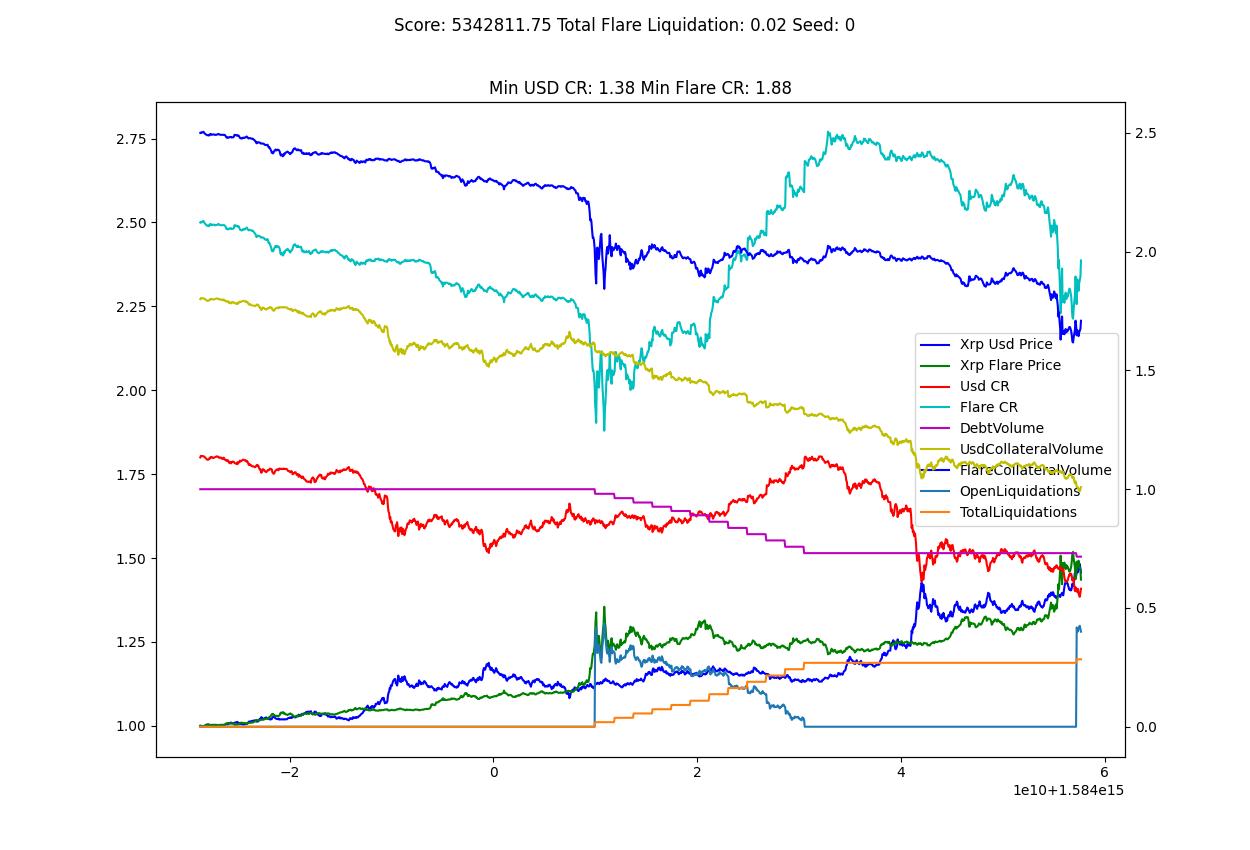 Score: 5342811.75 Total Flare Liquidation: 0.02 Seed: 0
Min USD CR: 1.38 Min Flare CR: 1.88
2.75
2.50
2.25
2.00
1.75
1.50
1.25
1.00
2.5
2.0
1.5
1.0
0.5
0.0
Xrp Usd Price
Xrp Flare Price
Usd CR
Flare CR
DebtVolume
UsdCollateralVolume
FlareCollateralVolume
OpenLiquidations
TotalLiquidations
−2 0 2 4 6
1e10+1.584e15